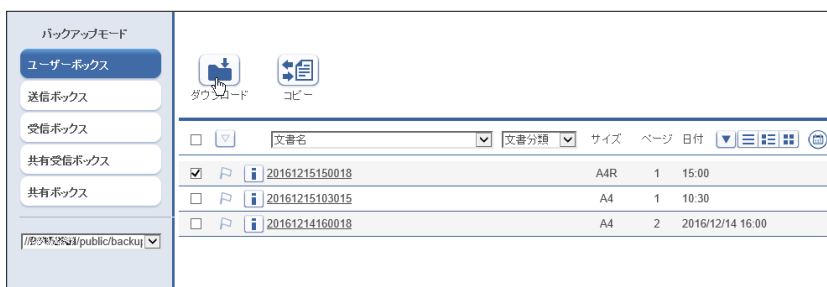 バックアップモード
ユーザーボックス
送信ボックス
受信ボックス
共有受信ボックス
共有ボックス
/public/backup
ダウンロード コピー
文書名 文書分類 サイズ ページ 日付
20161215150018 A4R 1 15:00
20161215103015 A4 1 10:30
20161214160018 A4 2 2016/12/14 16:00